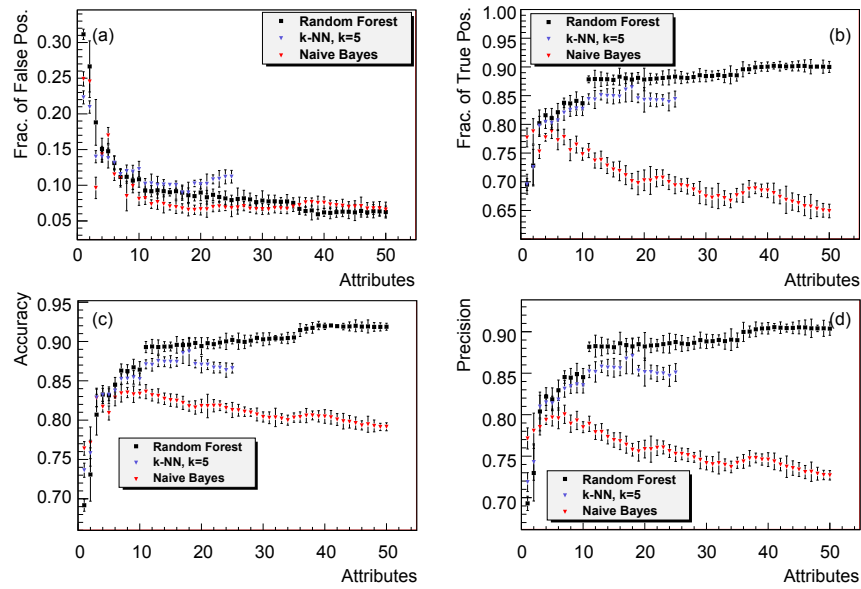 Frac. of False Pos.
(a)
Random Forest
k-NN, k=5
Naive Bayes
0.30
0.25
0.20
0.15
0.10
0.05
0 10 20 30 40 50
Attributes
Frac. of True Pos.
(b)
Random Forest
k-NN, k=5
Naive Bayes
1.00
0.95
0.90
0.85
0.80
0.75
0.70
0.65
0 10 20 30 40 50
Attributes
Accuracy
(c)
0.95
0.90
0.85
0.80
0.75
0.70
Random Forest
k-NN, k=5
Naive Bayes
0 10 20 30 40 50
Attributes
Precision
(d)
0.90
0.85
0.80
0.75
0.70
Random Forest
k-NN, k=5
Naive Bayes
0 10 20 30 40 50
Attributes